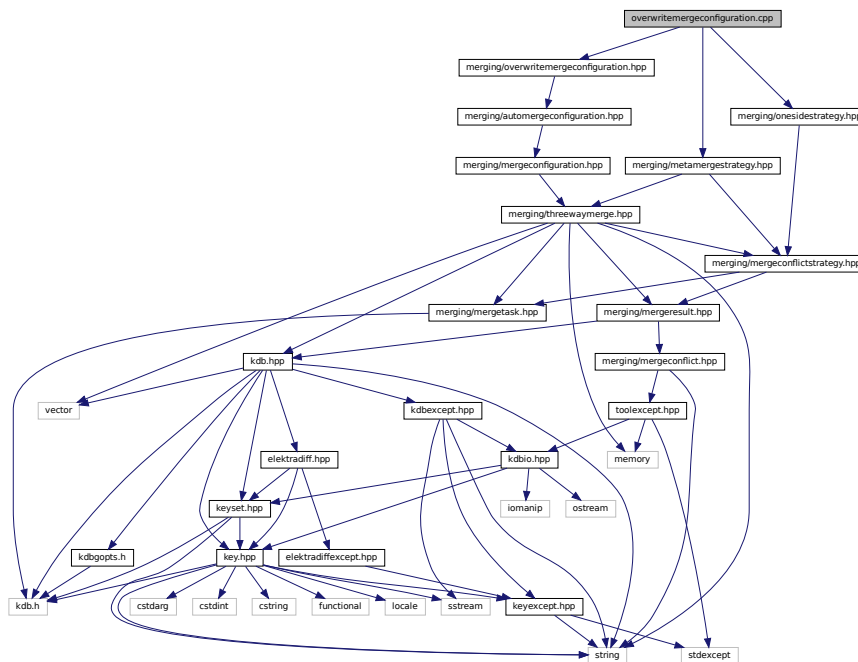 overwritemergeconfiguration.cpp
merging/overwritemergeconfiguration.hpp
merging/automergeconfiguration.hpp
merging/onesidestrategy.hpp
merging/mergeconfiguration.hpp
merging/metamergestrategy.hpp
merging/threewaymerge.hpp
merging/mergeconflictstrategy.hpp
merging/mergetask.hpp
merging/mergeresult.hpp
kdb.hpp
merging/mergeconflict.hpp
vector
kdbexcept.hpp
toolexcept.hpp
elektradiff.hpp
kdbio.hpp
memory
keyset.hpp
iomanip
ostream
kdbgopts.h
key.hpp
elektradiffexcept.hpp
kdb.h
cstdarg
cstdint
cstring
functional
locale
sstream
keyexcept.hpp
string
stdexcept